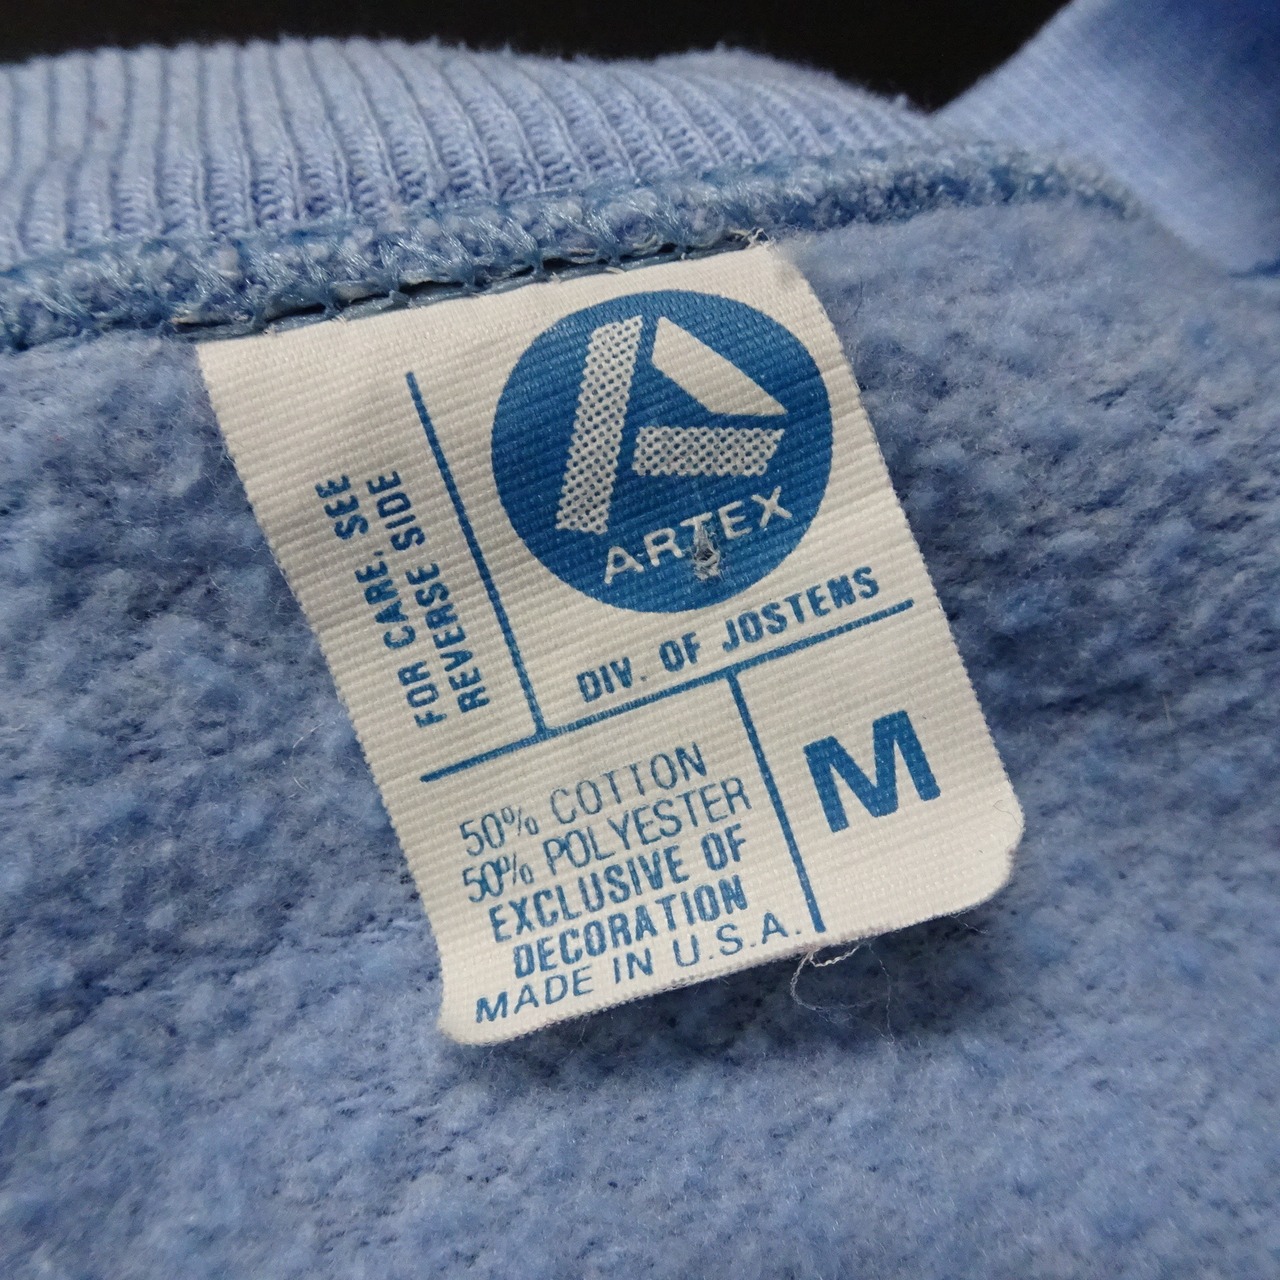 ARTEX
DIV. OF JOSTENS
FOR CARE, SEE
REVERSE SIDE
50% COTTON
50% POLYESTER
EXCLUSIVE OF
DECORATION
MADE IN U.S.A.
M